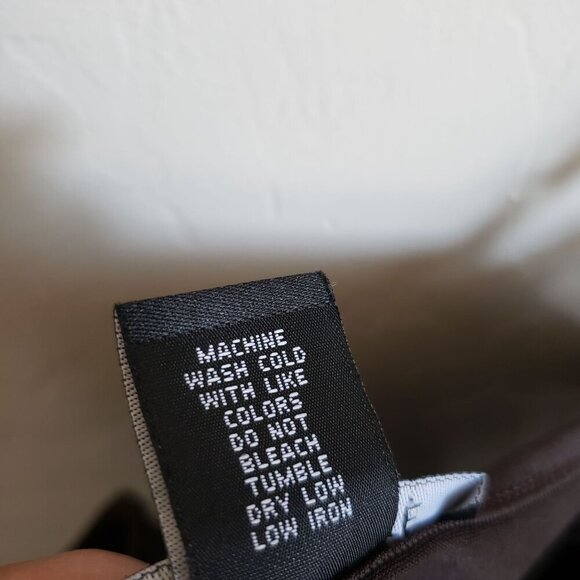 MACHINE
WASH COLD
WITH LIKE
COLORS
DO NOT
BLEACH
TUMBLE
DRY LOW
LOW IRON